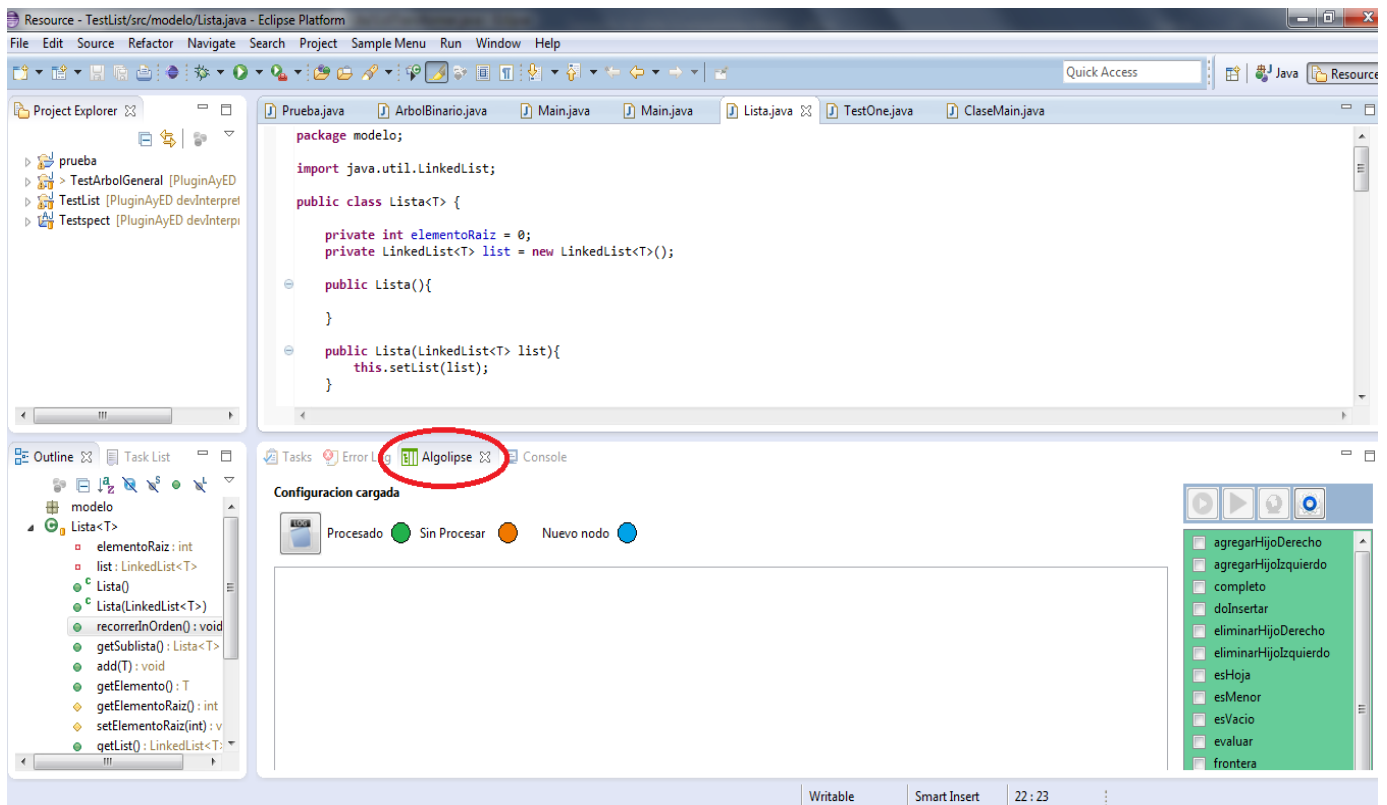 Resource - TestList/src/modelo/Lista.java - Eclipse Platform
File Edit Source Refactor Navigate Search Project Sample Menu Run Window Help
Quick Access
Java
Resource
Project Explorer
prueba
> TestArbolGeneral [PluginAyED
TestList [PluginAyED devInterpret
Testspect [PluginAyED devInterpr
Prueba.java ArbolBinario.java Main.java Main.java Lista.java TestOne.java ClaseMain.java
package modelo;
import java.util.LinkedList;
public class Lista<T> {
private int elementoRaiz = 0;
private LinkedList<T> list = new LinkedList<T>();
public Lista(){
}
public Lista(LinkedList<T> list){
this.setList(list);
}
Outline Task List
modelo
Lista<T>
elementoRaiz : int
list : LinkedList<T>
Lista()
Lista(LinkedList<T>)
recorrerInOrden() : void
getSublista() : Lista<T>
add(T) : void
getElemento() : T
getElementoRaiz() : int
setElementoRaiz(int) : v
getList() : LinkedList<T>
Tasks Error Log Algolipse Console
Configuracion cargada
LOG
Procesado Sin Procesar Nuevo nodo
agregarHijoDerecho
agregarHijoIzquierdo
completo
doInsertar
eliminarHijoDerecho
eliminarHijoIzquierdo
esHoja
esMenor
esVacio
evaluar
frontera
Writable Smart Insert 22 : 23